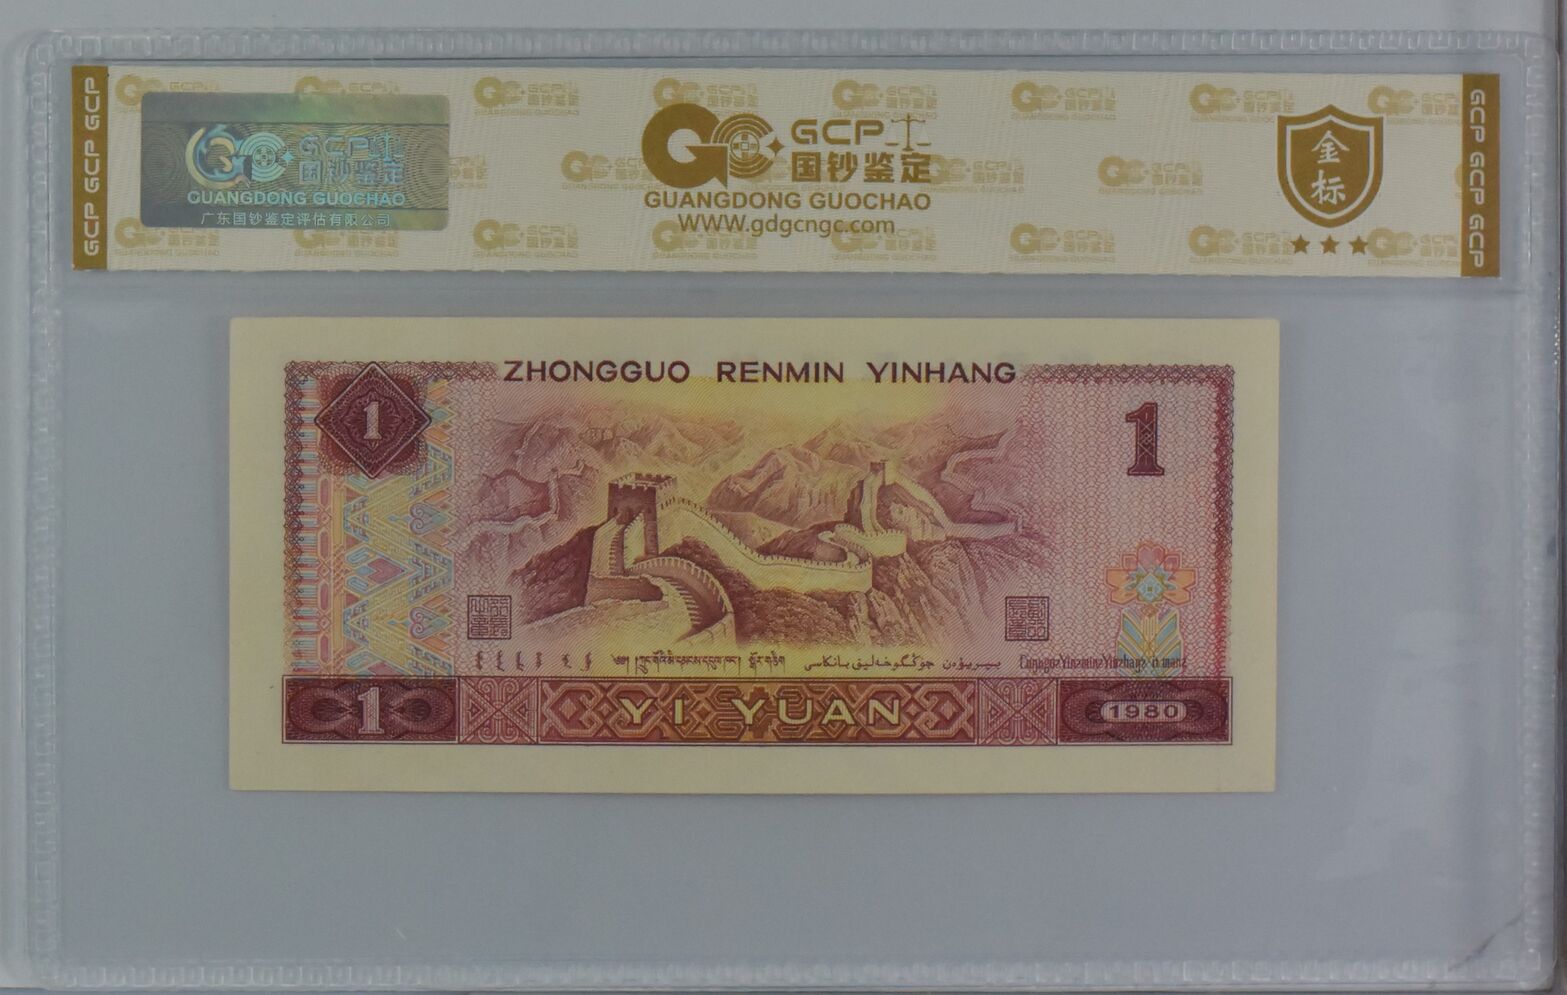 GCP GCP GCP
GCP
国钞鉴定
GUANGDONG GUOCHAO
广东国钞鉴定评估有限公司
GCP
国钞鉴定
GUANGDONG GUOCHAO
WWW.gdgcngc.com
金标
GCP GCP GCP
ZHONGGUO RENMIN YINHANG
1
1
YI YUAN
1
1980